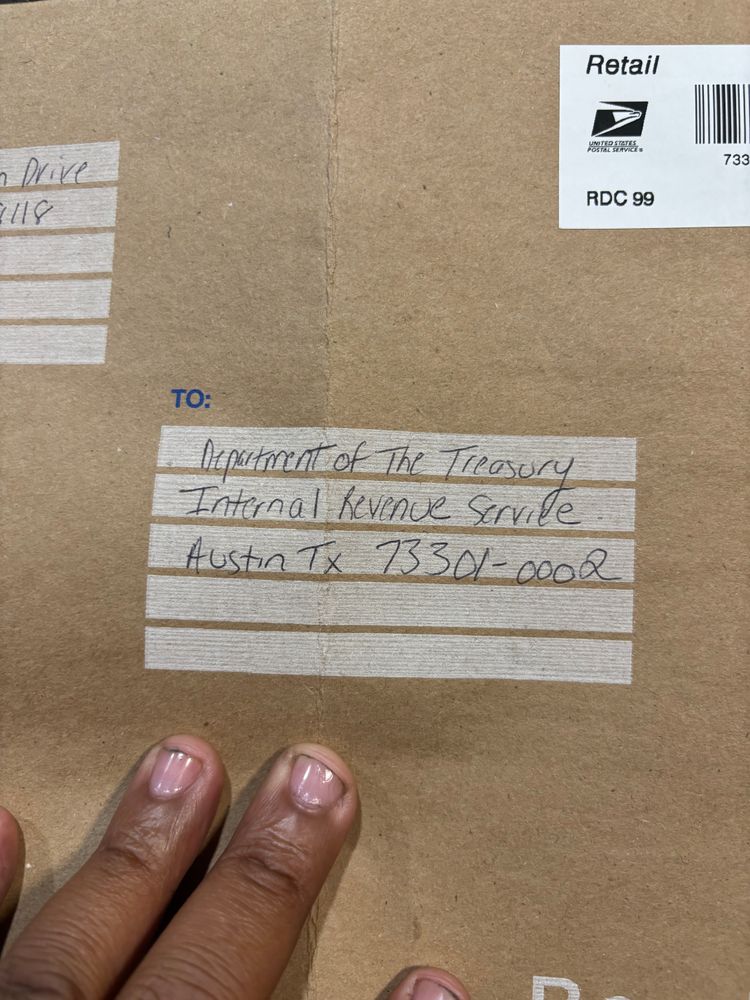 Retail
UNITED STATES
POSTAL SERVICE®
733
RDC 99
Drive
8118
TO:
Department of The Treasury
Internal Revenue Service
Austin Tx 73301-0002